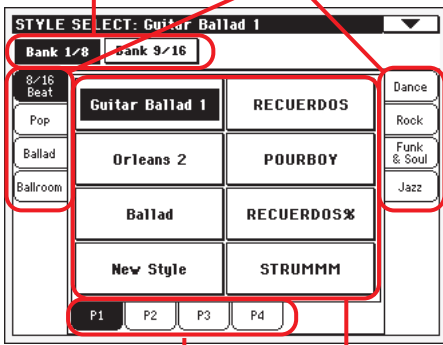 STYLE SELECT: Guitar Ballad 1
Bank 1/8 Bank 9/16
8/16
Beat
Pop
Ballad
Ballroom
Guitar Ballad 1 RECUERDOS
Orleans 2 POURBOY
Ballad RECUERDOS%
New Style STRUMMM
Dance
Rock
Funk
& Soul
Jazz
P1 P2 P3 P4